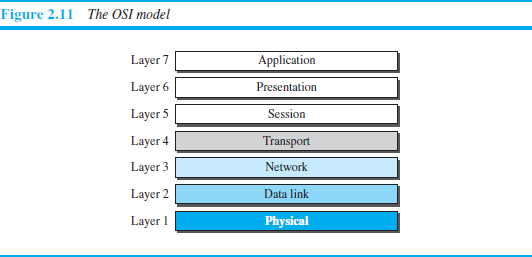 Figure 2.11 The OSI model
Layer 7 Application
Layer 6 Presentation
Layer 5 Session
Layer 4 Transport
Layer 3 Network
Layer 2 Data link
Layer 1 Physical